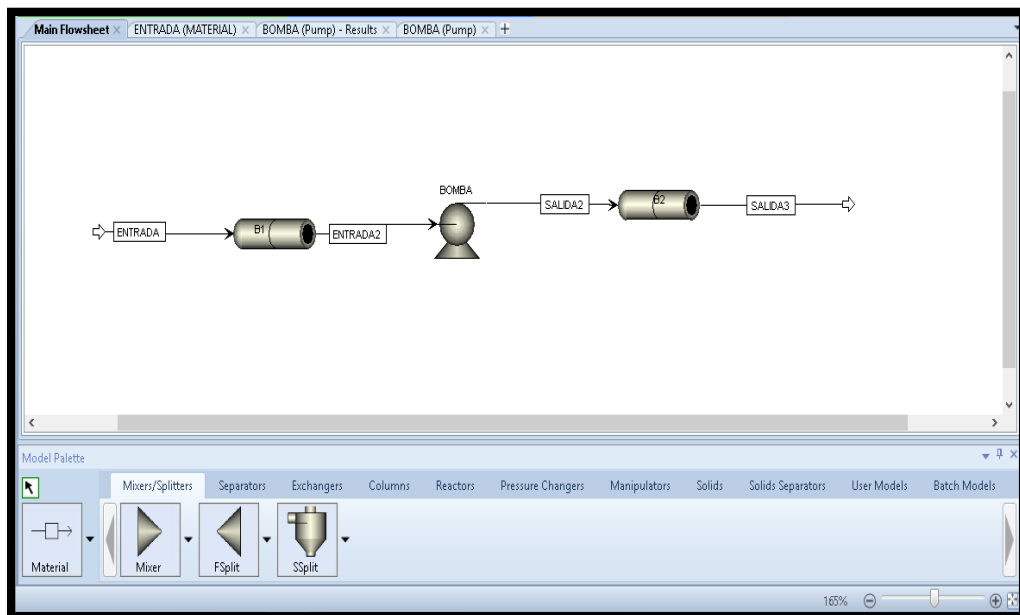 Main Flowsheet × ENTRADA (MATERIAL) × BOMBA (Pump) - Results × BOMBA (Pump) × +
BOMBA
SALIDA2 B2 SALIDA3
ENTRADA B1 ENTRADA2
Model Palette
Mixers/Splitters Separators Exchangers Columns Reactors Pressure Changers Manipulators Solids Solids Separators User Models Batch Models
Material Mixer FSplit SSplit
165%